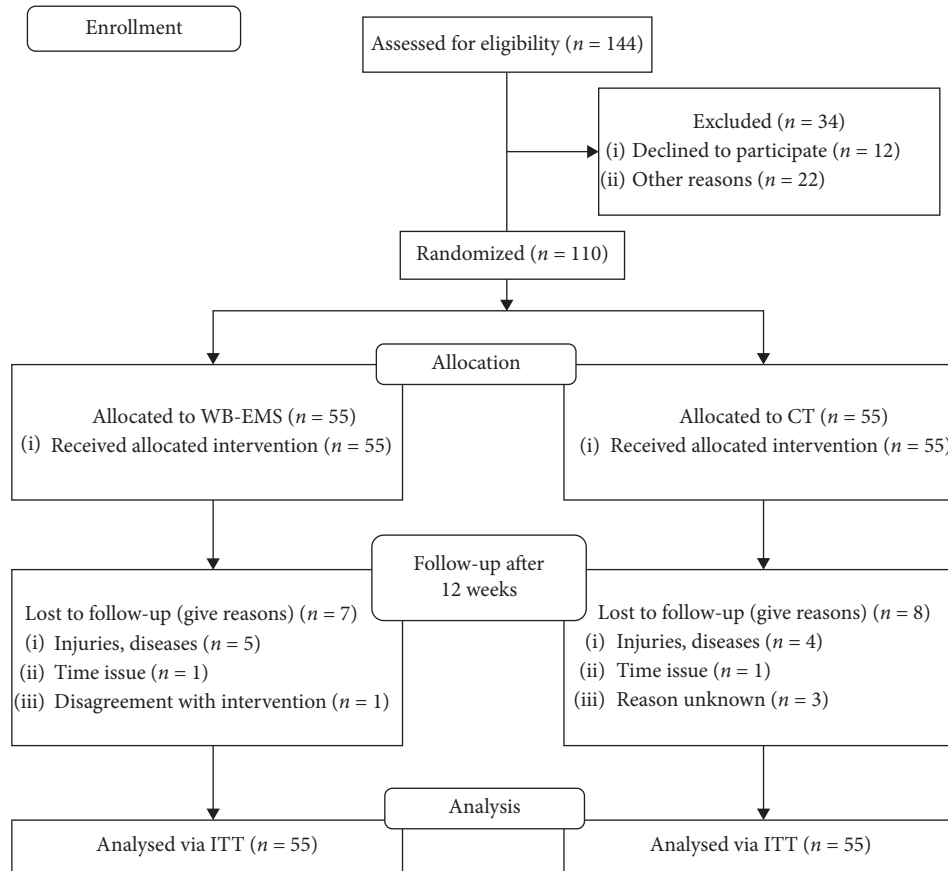 Enrollment
Assessed for eligibility (n = 144)
Excluded (n = 34)
(i) Declined to participate (n = 12)
(ii) Other reasons (n = 22)
Randomized (n = 110)
Allocation
Allocated to WB-EMS (n = 55)
(i) Received allocated intervention (n = 55)
Allocated to CT (n = 55)
(i) Received allocated intervention (n = 55)
Follow-up after
12 weeks
Lost to follow-up (give reasons) (n = 7)
(i) Injuries, diseases (n = 5)
(ii) Time issue (n = 1)
(iii) Disagreement with intervention (n = 1)
Lost to follow-up (give reasons) (n = 8)
(i) Injuries, diseases (n = 4)
(ii) Time issue (n = 1)
(iii) Reason unknown (n = 3)
Analysis
Analysed via ITT (n = 55)
Analysed via ITT (n = 55)